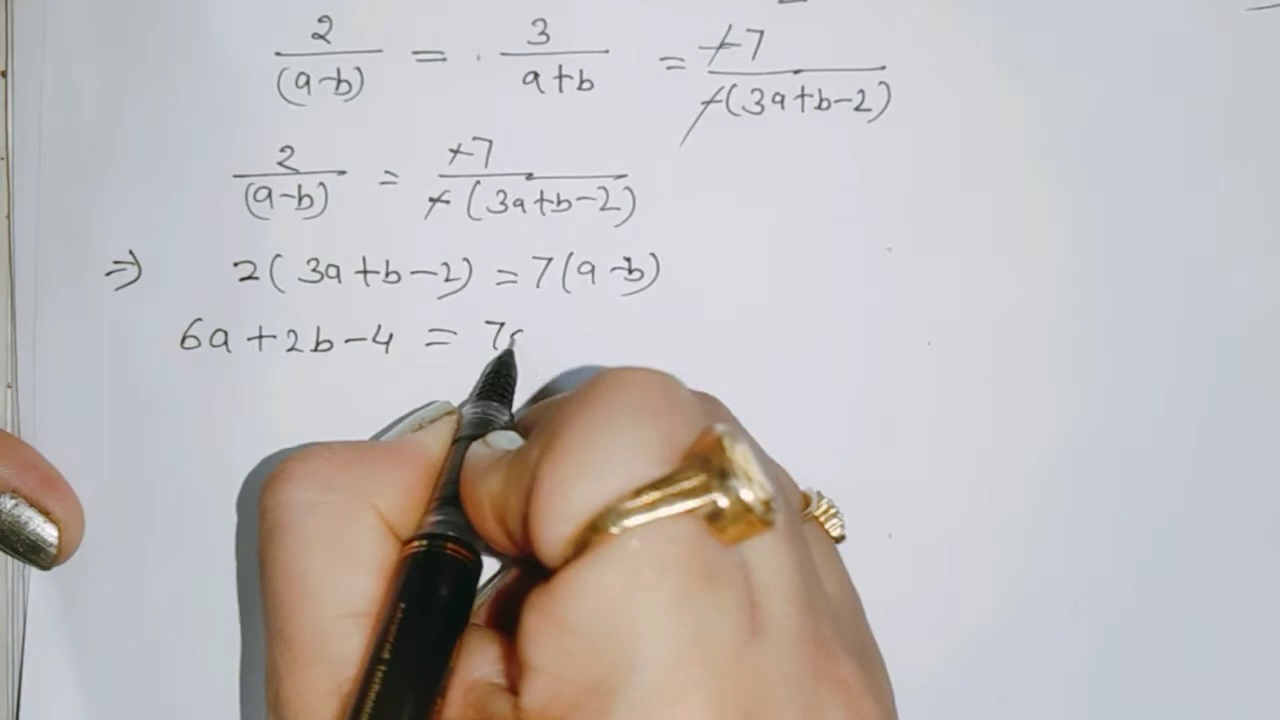 2/(a-b) = 3/a+b = -7/-(3a+b-2)
2/(a-b) = -7/-(3a+b-2)
⇒ 2(3a+b-2) = 7(a-b)
6a+2b-4 = 7